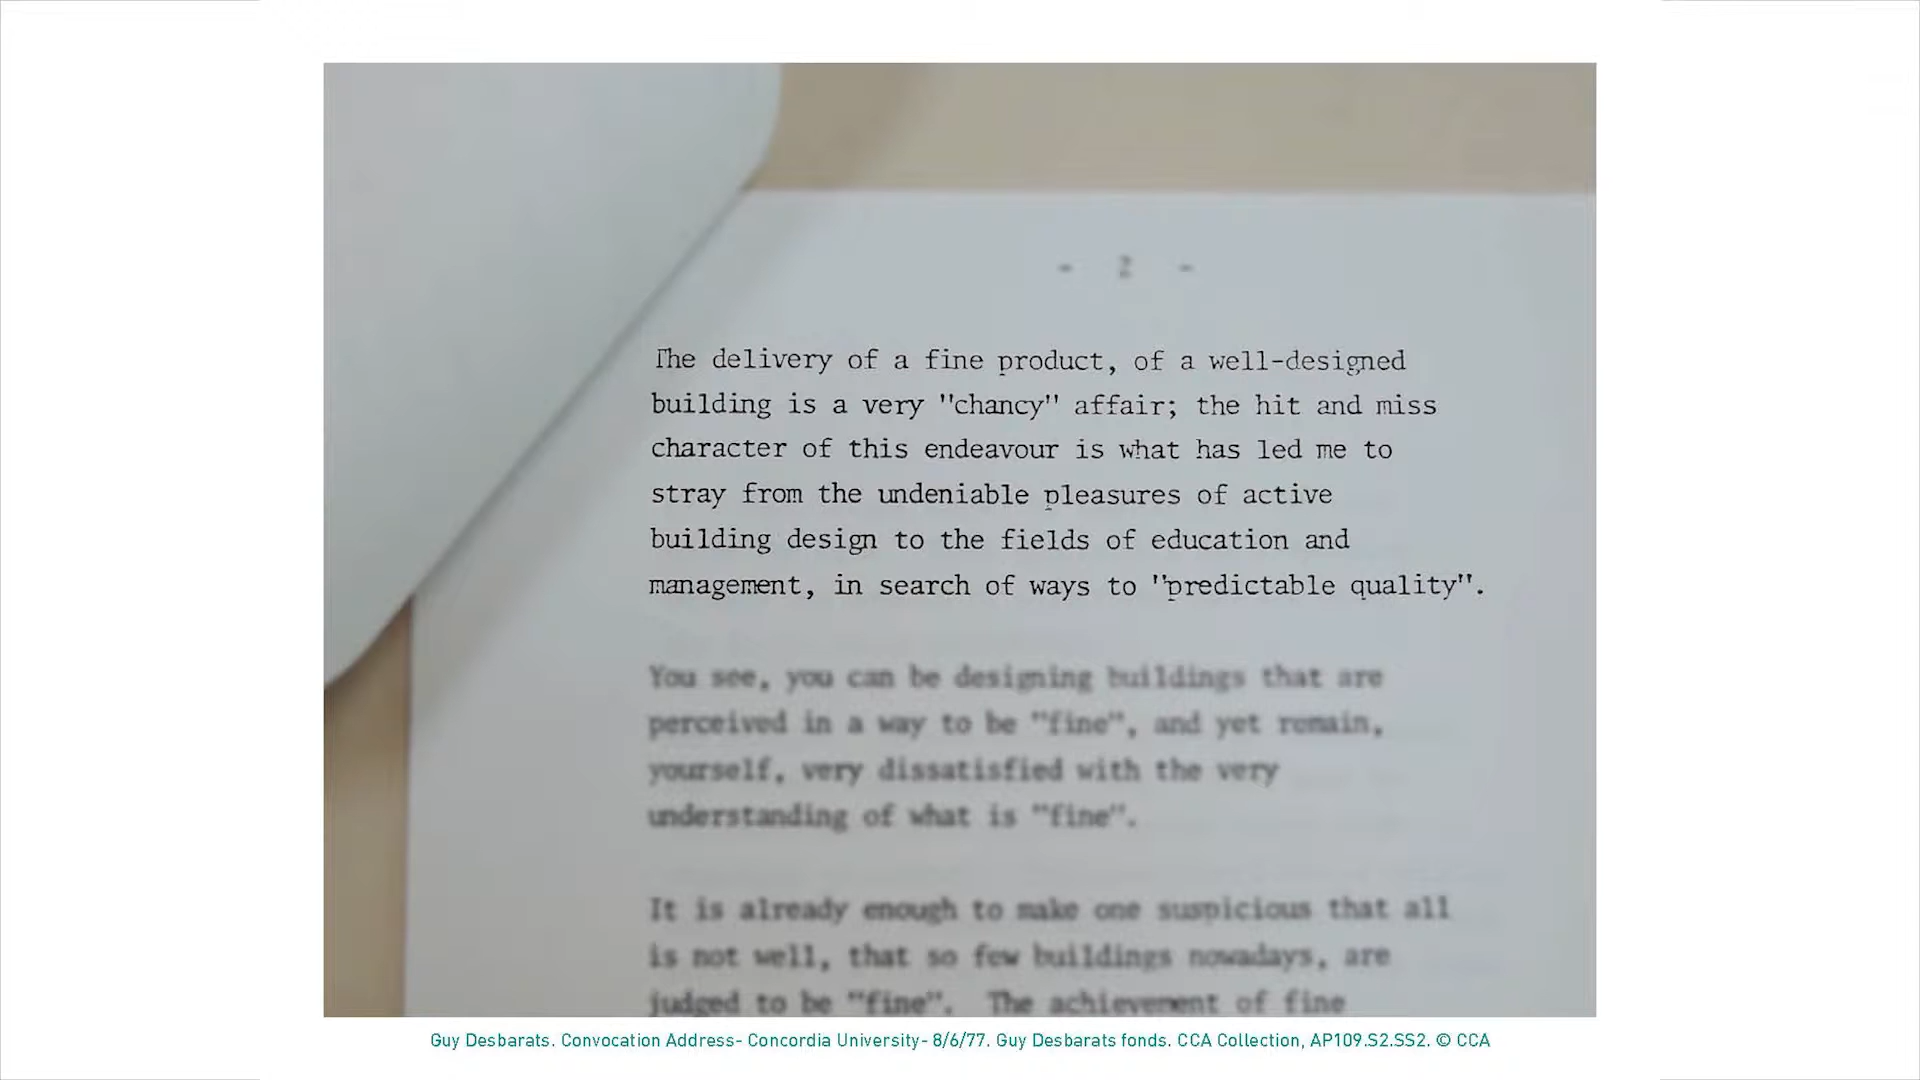 - 2 -
The delivery of a fine product, of a well-designed
building is a very "chancy" affair; the hit and miss
character of this endeavour is what has led me to
stray from the undeniable pleasures of active
building design to the fields of education and
management, in search of ways to "predictable quality".
You see, you can be designing buildings that are
perceived in a way to be "fine", and yet remain,
yourself, very dissatisfied with the very
understanding of what is "fine".
It is already enough to make one suspicious that all
is not well, that so few buildings nowadays, are
judged to be "fine". The achievement of fine
Guy Desbarats. Convocation Address- Concordia University- 8/6/77. Guy Desbarats fonds. CCA Collection, AP109.S2.SS2. © CCA